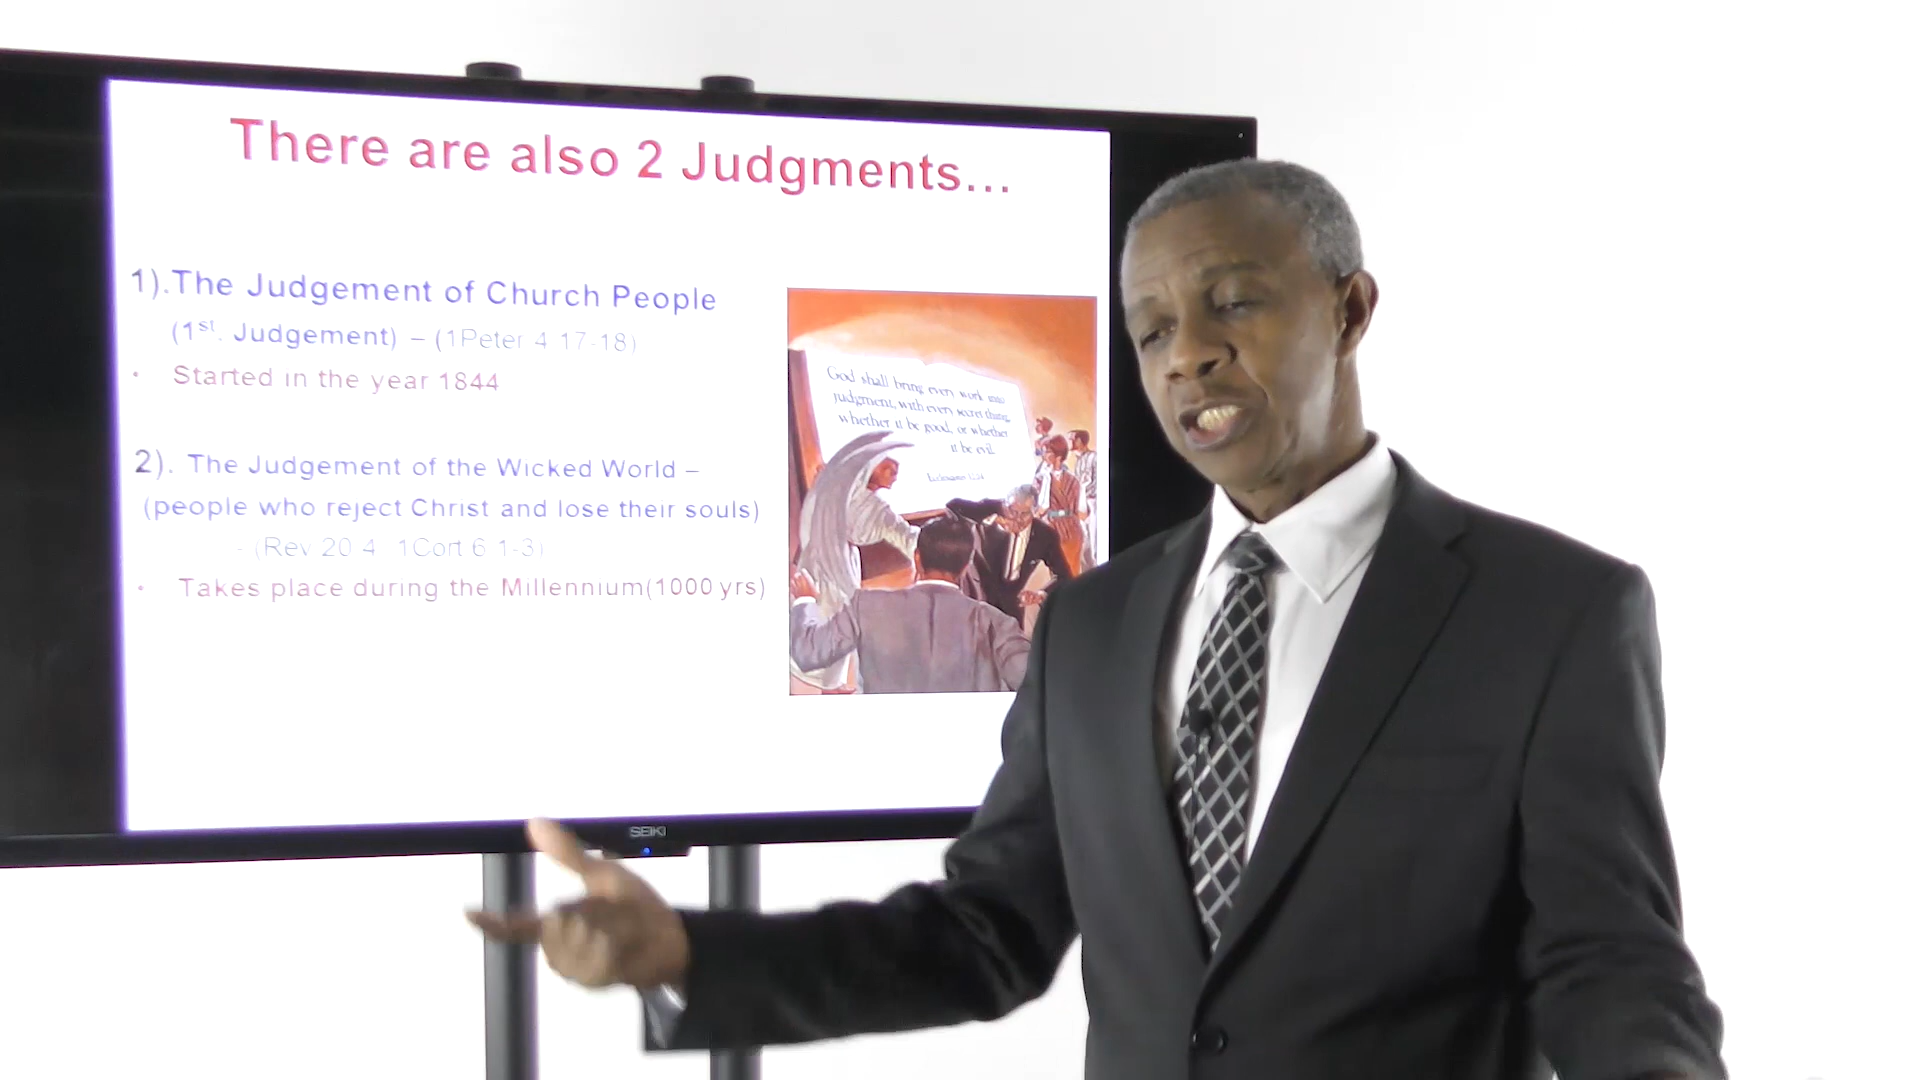 There are also 2 Judgments...
1).The Judgement of Church People
(1st. Judgement) – (1Peter 4 17-18)
• Started in the year 1844
2). The Judgement of the Wicked World –
(people who reject Christ and lose their souls)
- (Rev 20 4 1Cort 6 1-3)
• Takes place during the Millennium(1000 yrs)
God shall bring every work into
judgment, with every secret thing,
whether it be good, or whether
it be evil.
SEIKI